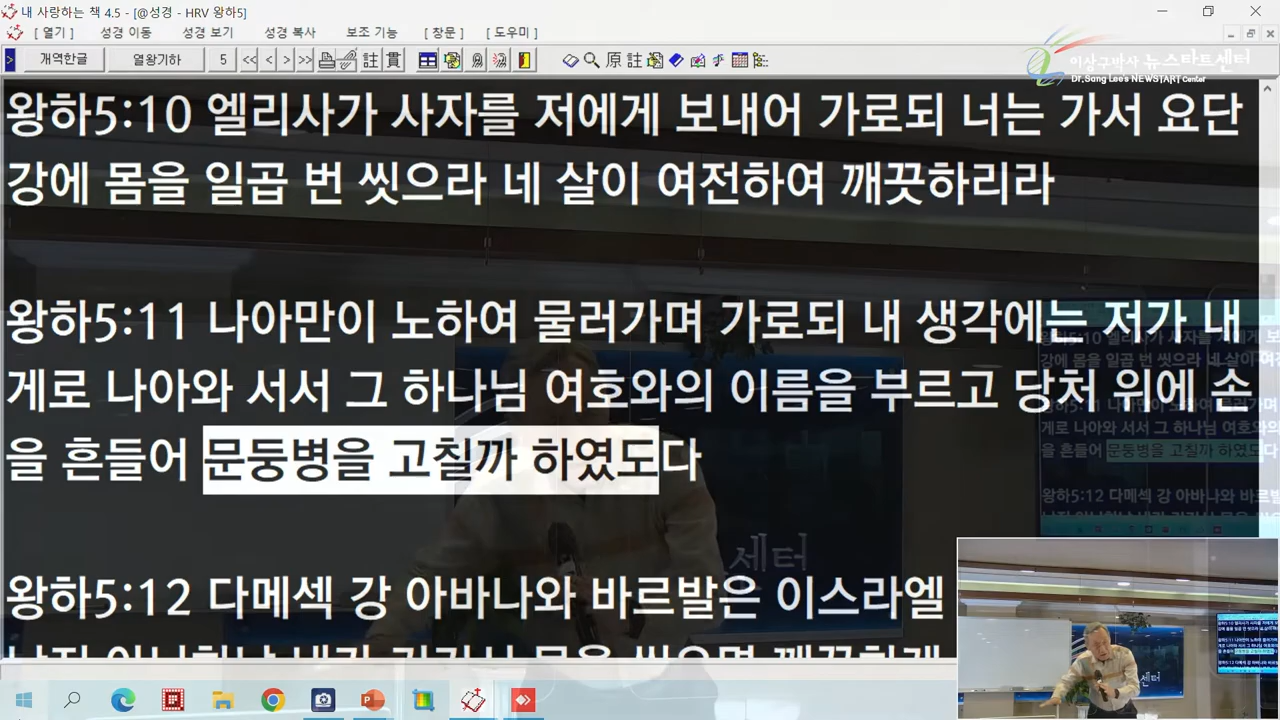 내 사랑하는 책 4.5 - [@성경 - HRV 왕하5]
[ 열기 ] 성경 이동 성경 보기 성경 복사 보조 기능 [ 창문 ] [ 도우미 ]
개역한글 열왕기하 5 << < > >> 註 貫 原 註
이상구박사 뉴스타트센터
Dr. Sang Lee's NEWSTART Center
왕하5:10 엘리사가 사자를 저에게 보내어 가로되 너는 가서 요단
강에 몸을 일곱 번 씻으라 네 살이 여전하여 깨끗하리라
왕하5:11 나아만이 노하여 물러가며 가로되 내 생각에는 저가 내
게로 나아와 서서 그 하나님 여호와의 이름을 부르고 당처 위에 손
을 흔들어 문둥병을 고칠까 하였도다
왕하5:12 다메섹 강 아바나와 바르발은 이스라엘
센터